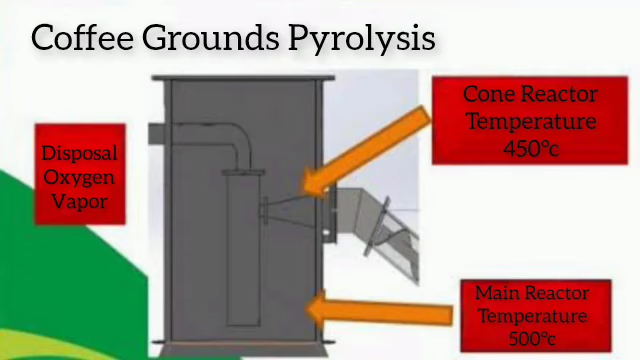 Coffee Grounds Pyrolysis
Cone Reactor
Temperature
450°c
Disposal
Oxygen
Vapor
Main Reactor
Temperature
500°c